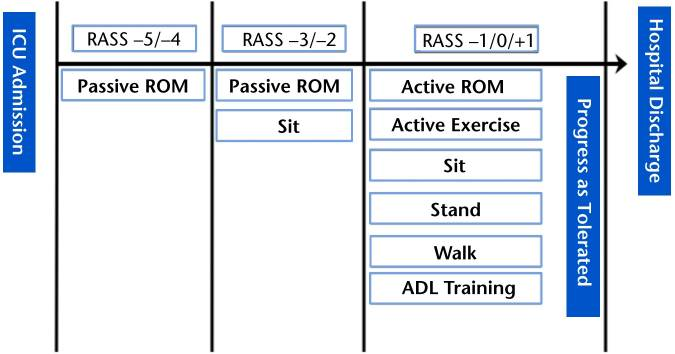 ICU Admission
RASS –5/–4
Passive ROM
RASS –3/–2
Passive ROM
Sit
RASS –1/0/+1
Active ROM
Active Exercise
Sit
Stand
Walk
ADL Training
Progress as Tolerated
Hospital Discharge